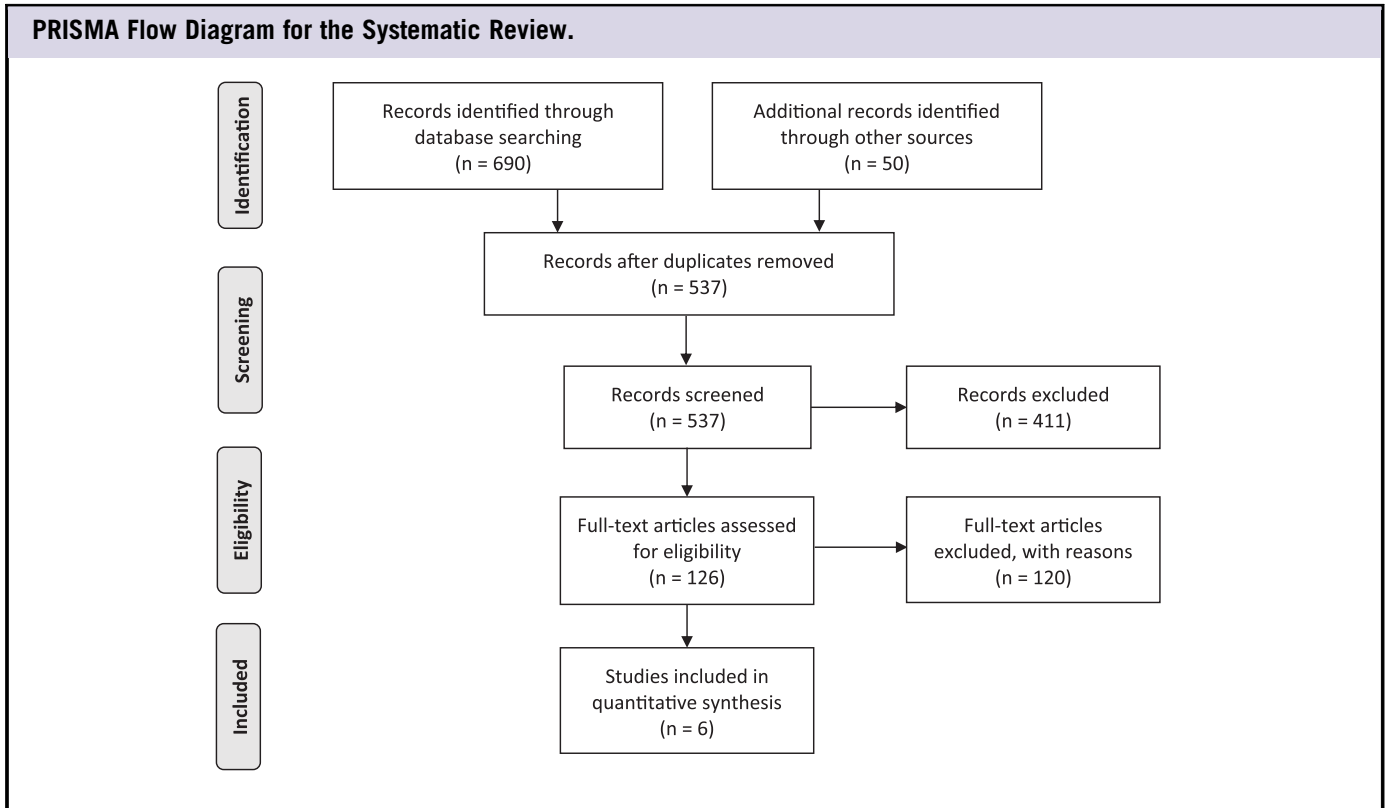 PRISMA Flow Diagram for the Systematic Review.
Identification
Records identified through
database searching
(n = 690)
Additional records identified
through other sources
(n = 50)
Records after duplicates removed
(n = 537)
Screening
Records screened
(n = 537)
Records excluded
(n = 411)
Eligibility
Full-text articles assessed
for eligibility
(n = 126)
Full-text articles
excluded, with reasons
(n = 120)
Included
Studies included in
quantitative synthesis
(n = 6)